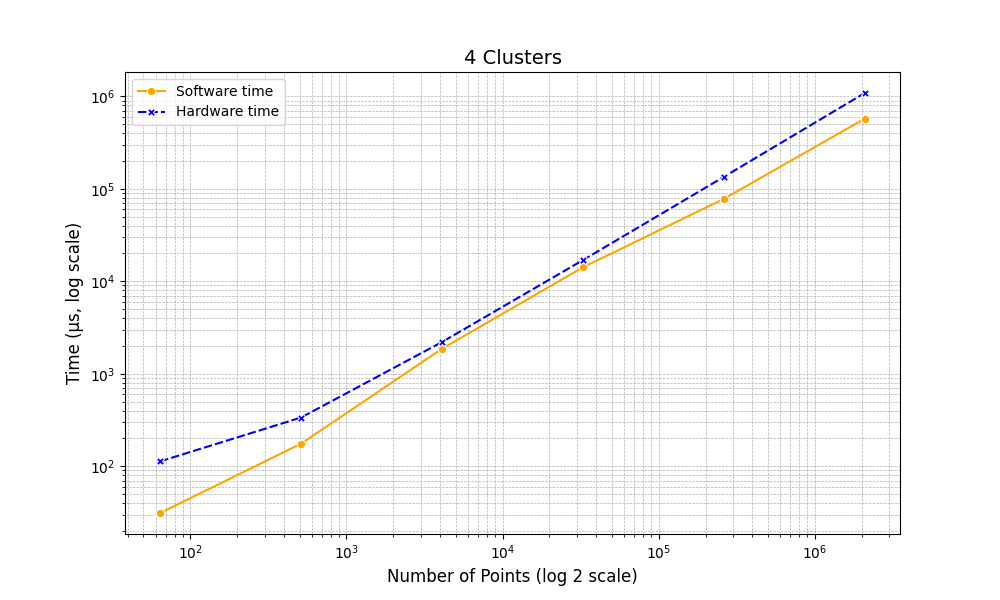 4 Clusters
Software time
Hardware time
Time (µs, log scale)
10⁶
10⁵
10⁴
10³
10²
10² 10³ 10⁴ 10⁵ 10⁶
Number of Points (log 2 scale)